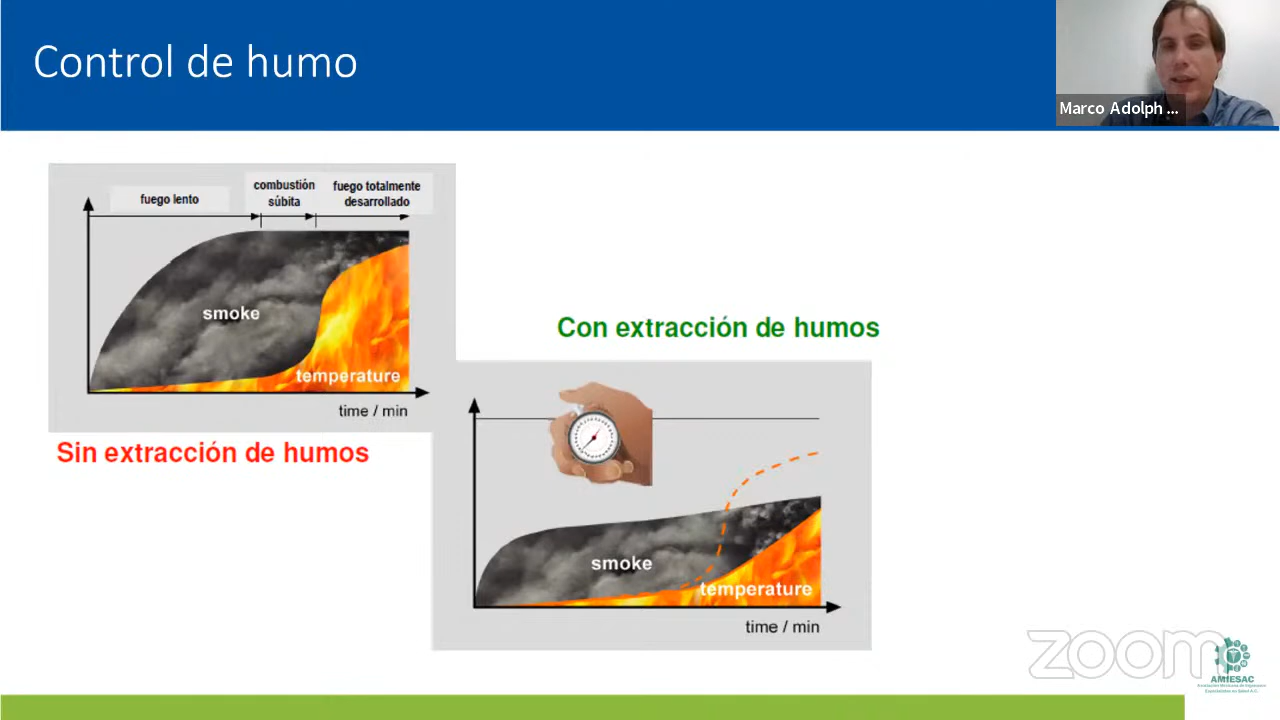 Control de humo
Marco Adolph ...
fuego lento
combustión
súbita
fuego totalmente
desarrollado
smoke
temperature
time / min
Sin extracción de humos
Con extracción de humos
smoke
temperature
time / min
zoom
AMIESAC